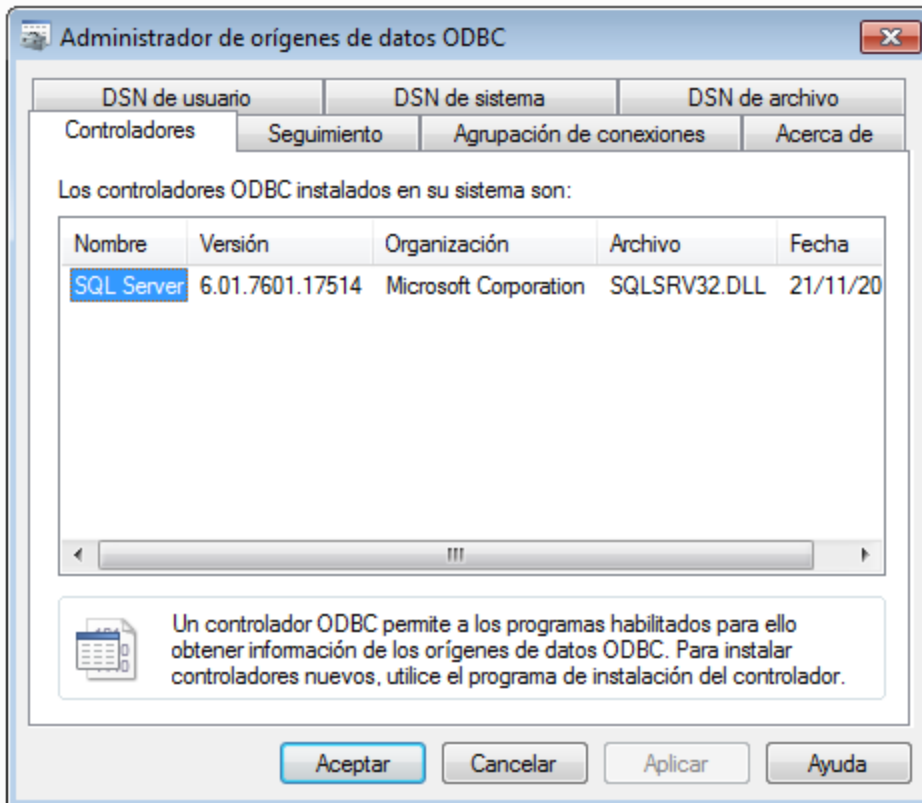 Administrador de orígenes de datos ODBC
DSN de usuario DSN de sistema DSN de archivo
Controladores Seguimiento Agrupación de conexiones Acerca de
Los controladores ODBC instalados en su sistema son:
Nombre Versión Organización Archivo Fecha
SQL Server 6.01.7601.17514 Microsoft Corporation SQLSRV32.DLL 21/11/20
Un controlador ODBC permite a los programas habilitados para ello
obtener información de los orígenes de datos ODBC. Para instalar
controladores nuevos, utilice el programa de instalación del controlador.
Aceptar Cancelar Aplicar Ayuda